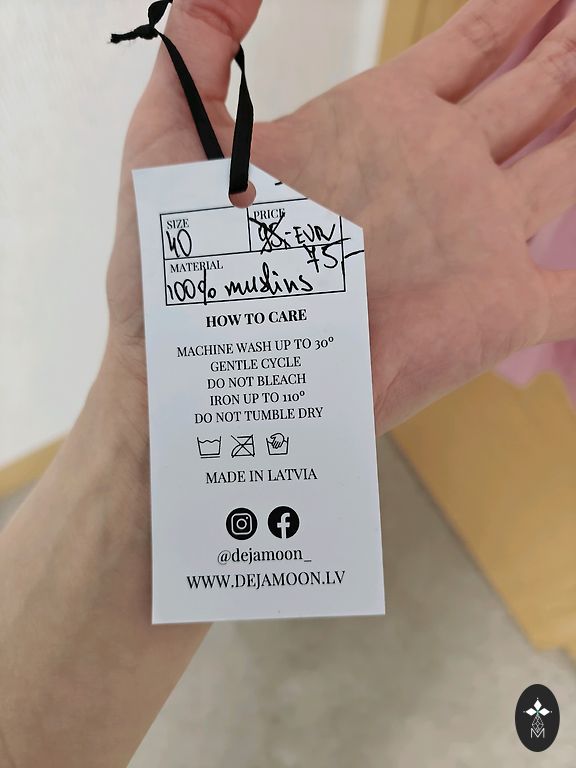 SIZE
40
PRICE
98,- EUR
75,-
MATERIAL
100% muslins
HOW TO CARE
MACHINE WASH UP TO 30°
GENTLE CYCLE
DO NOT BLEACH
IRON UP TO 110°
DO NOT TUMBLE DRY
MADE IN LATVIA
@dejamoon_
WWW.DEJAMOON.LV
M